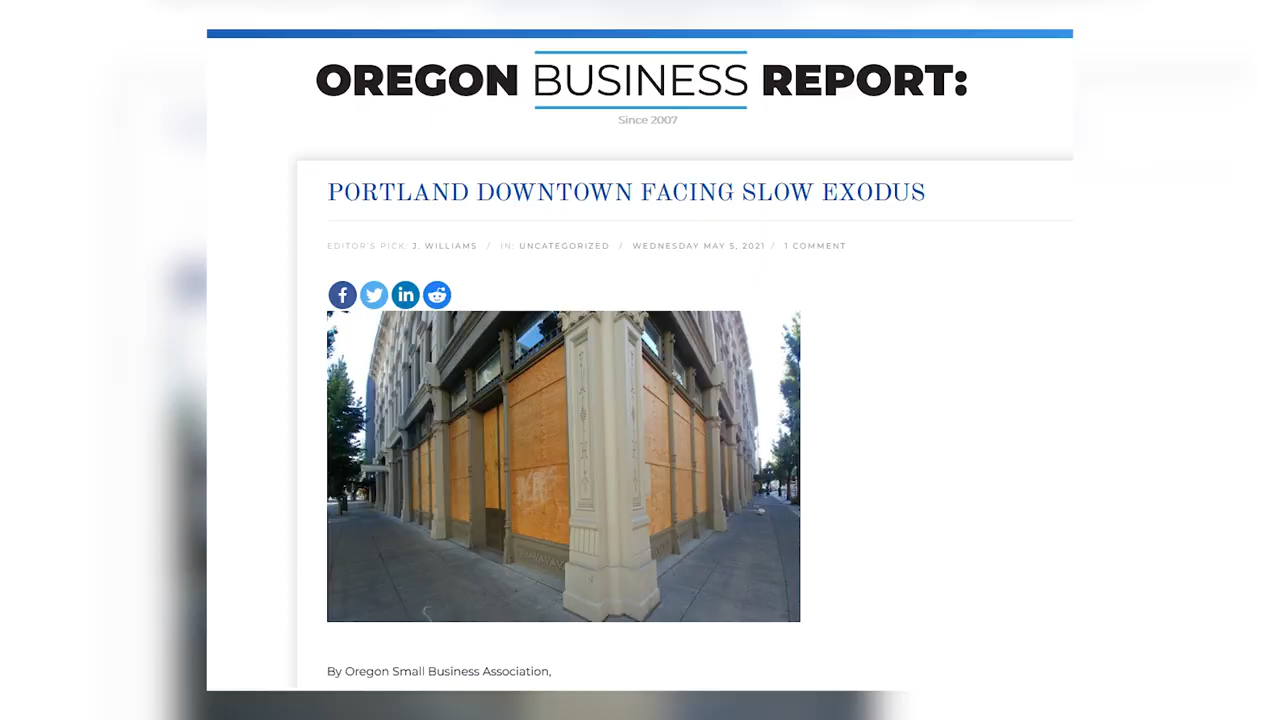 OREGON BUSINESS REPORT:
Since 2007
PORTLAND DOWNTOWN FACING SLOW EXODUS
EDITOR'S PICK: J. WILLIAMS / IN: UNCATEGORIZED / WEDNESDAY MAY 5, 2021 / 1 COMMENT
f in
By Oregon Small Business Association,